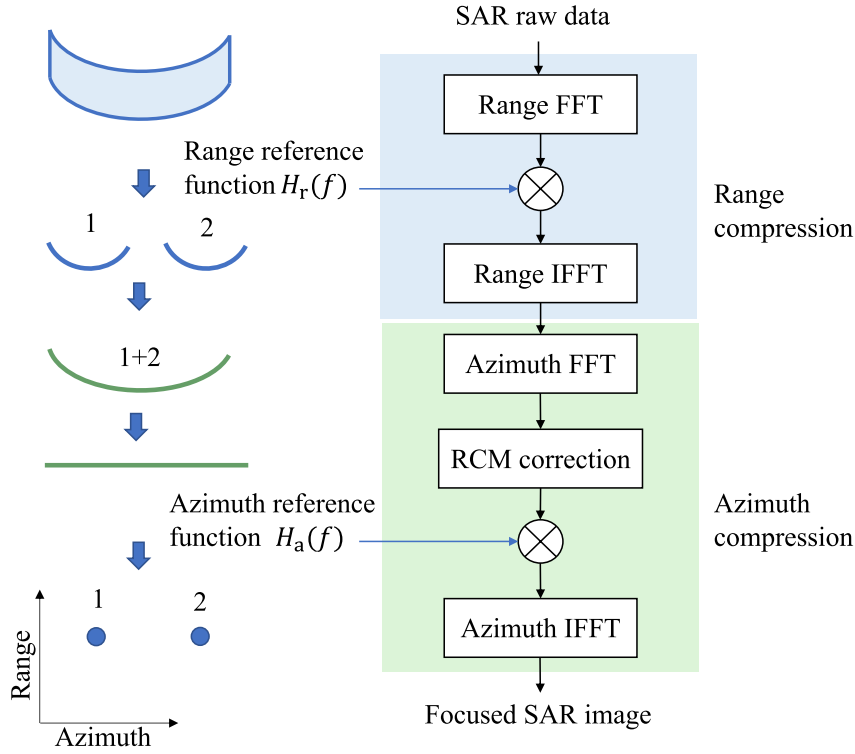 SAR raw data
Range FFT
Range reference
function H_r(f)
Range
compression
1
2
Range IFFT
1+2
Azimuth FFT
RCM correction
Azimuth reference
function H_a(f)
Azimuth
compression
1
2
Azimuth IFFT
Range
Azimuth
Focused SAR image